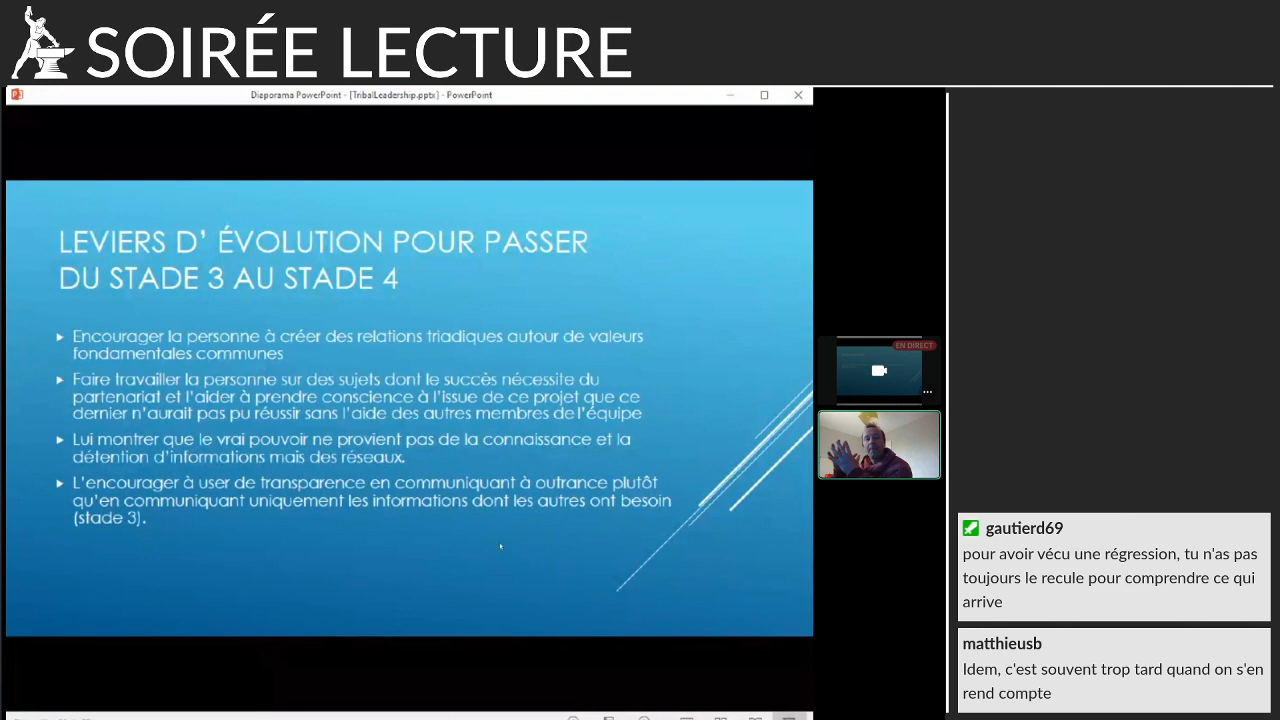 SOIRÉE LECTURE
Diaporama PowerPoint - [TribalLeadership.pptx] - PowerPoint
LEVIERS D' ÉVOLUTION POUR PASSER
DU STADE 3 AU STADE 4
Encourager la personne à créer des relations triadiques autour de valeurs
fondamentales communes
Faire travailler la personne sur des sujets dont le succès nécessite du
partenariat et l'aider à prendre conscience à l'issue de ce projet que ce
dernier n'aurait pas pu réussir sans l'aide des autres membres de l'équipe
Lui montrer que le vrai pouvoir ne provient pas de la connaissance et la
détention d'informations mais des réseaux.
L'encourager à user de transparence en communiquant à outrance plutôt
qu'en communiquant uniquement les informations dont les autres ont besoin
(stade 3).
EN DIRECT
gautierd69
pour avoir vécu une régression, tu n'as pas
toujours le recule pour comprendre ce qui
arrive
matthieusb
Idem, c'est souvent trop tard quand on s'en
rend compte